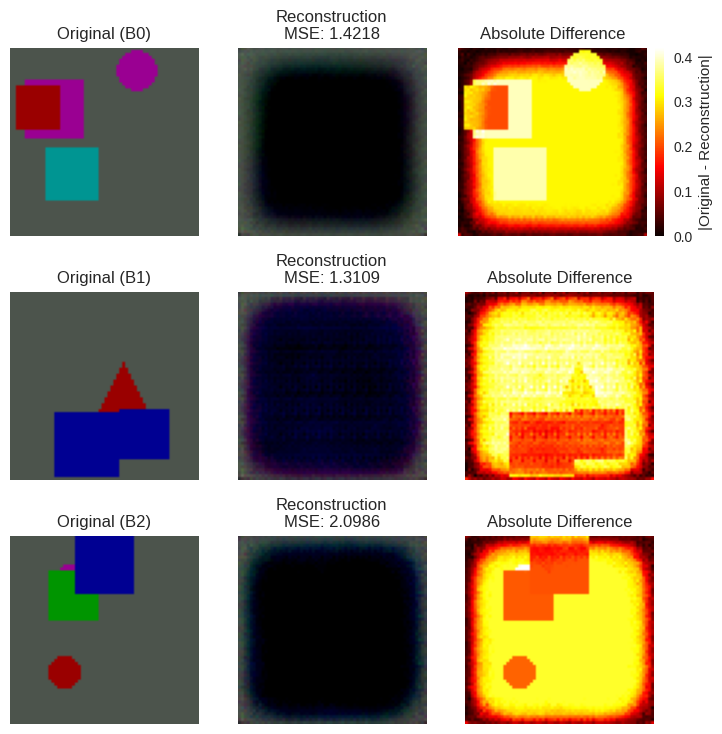 Original (B0)
Reconstruction
MSE: 1.4218
Absolute Difference
0.4
0.3
0.2
0.1
0.0
|Original - Reconstruction|
Original (B1)
Reconstruction
MSE: 1.3109
Absolute Difference
Original (B2)
Reconstruction
MSE: 2.0986
Absolute Difference